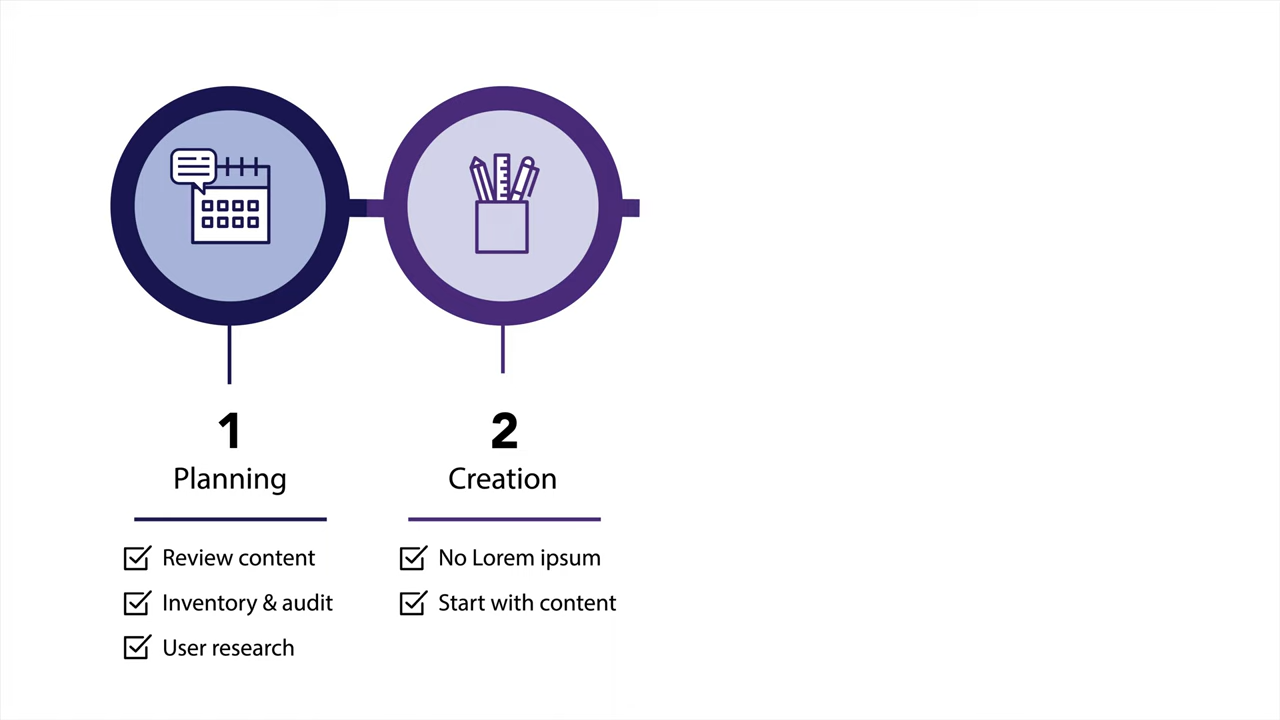 1
Planning
Review content
Inventory & audit
User research
2
Creation
No Lorem ipsum
Start with content